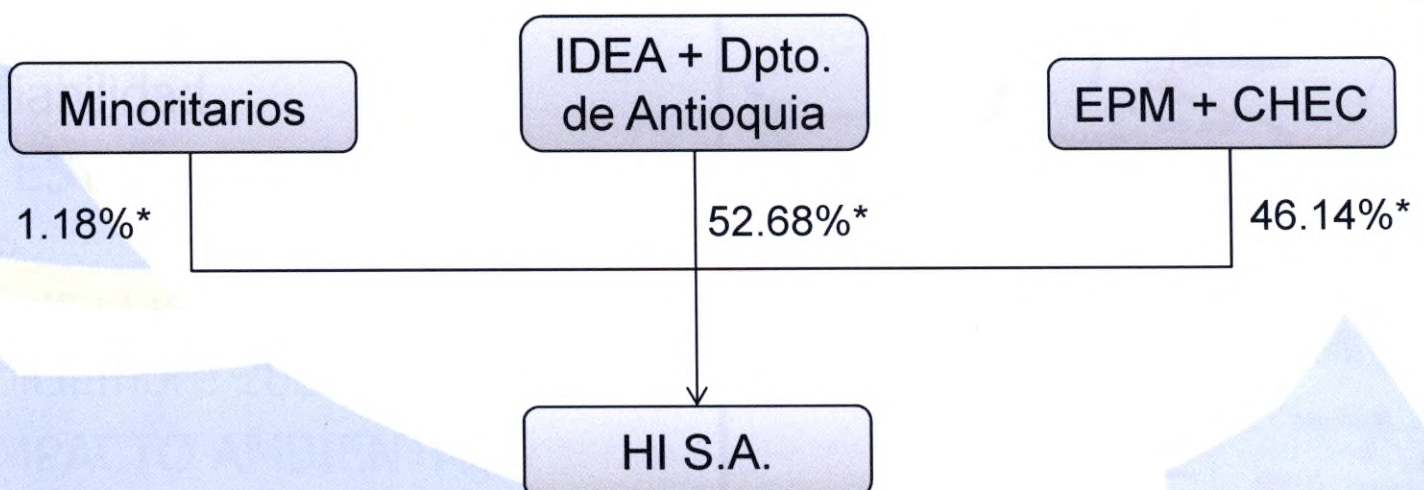 IDEA + Dpto.
de Antioquia
Minoritarios
EPM + CHEC
1.18%*
52.68%*
46.14%*
HI S.A.